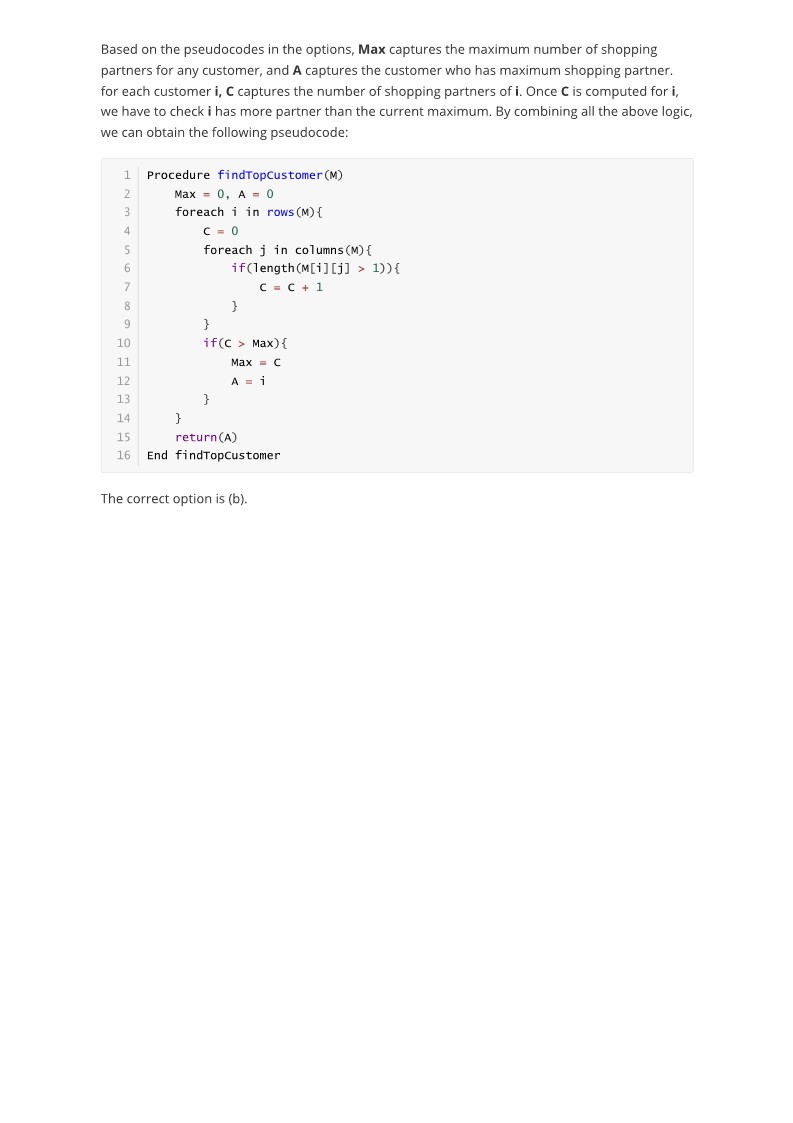 Based on the pseudocodes in the options, Max captures the maximum number of shopping
partners for any customer, and A captures the customer who has maximum shopping partner.
for each customer i, C captures the number of shopping partners of i. Once C is computed for i,
we have to check i has more partner than the current maximum. By combining all the above logic,
we can obtain the following pseudocode:
1 Procedure findTopCustomer(M)
2     Max = 0, A = 0
3     foreach i in rows(M){
4         C = 0
5         foreach j in columns(M){
6             if(length(M[i][j] > 1)){
7                 C = C + 1
8             }
9         }
10         if(C > Max){
11             Max = C
12             A = i
13         }
14     }
15     return(A)
16 End findTopCustomer
The correct option is (b).